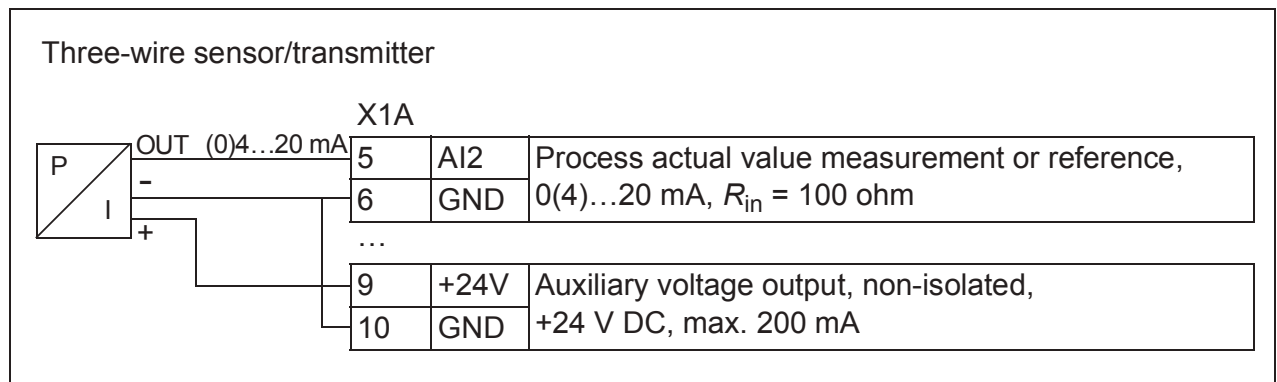 Three-wire sensor/transmitter
X1A
P
I
OUT (0)4…20 mA
-
+
5 AI2 Process actual value measurement or reference,
6 GND 0(4)…20 mA, Rin = 100 ohm
…
9 +24V Auxiliary voltage output, non-isolated,
10 GND +24 V DC, max. 200 mA